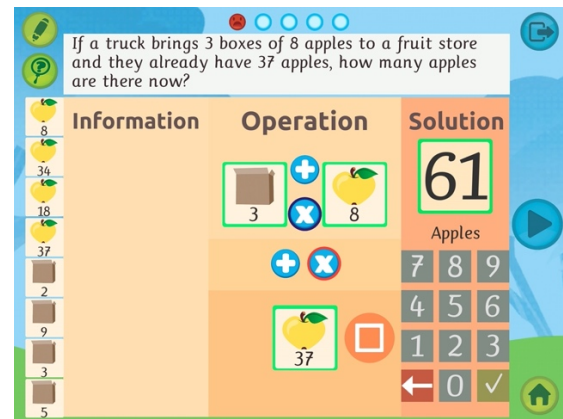 If a truck brings 3 boxes of 8 apples to a fruit store
and they already have 37 apples, how many apples
are there now?
Information
Operation
Solution
8
34
18
37
2
9
3
5
3
+
x
8
+ x
37
61
Apples
7 8 9
4 5 6
1 2 3
0